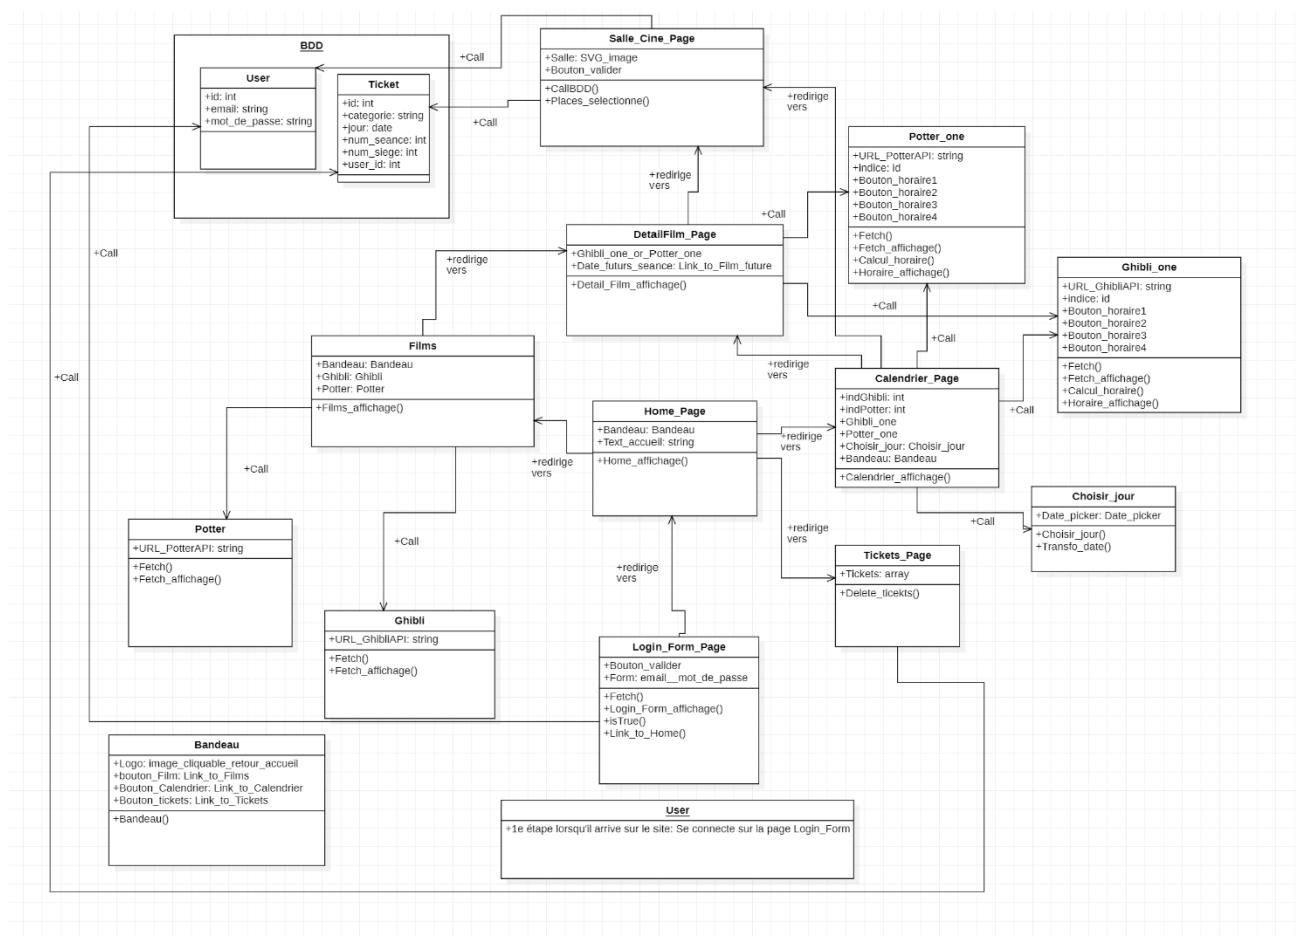 BDD
User
+id: int
+email: string
+mot_de_passe: string
Ticket
+id: int
+categorie: string
+jour: date
+num_seance: int
+num_siege: int
+user_id: int
+Call
+Call
Salle_Cine_Page
+Salle: SVG_image
+Bouton_valider
+CallBDD()
+Places_selectionne()
+redirige
vers
+redirige
vers
Potter_one
+URL_PotterAPI: string
+indice: id
+Bouton_horaire1
+Bouton_horaire2
+Bouton_horaire3
+Bouton_horaire4
+Fetch()
+Fetch_affichage()
+Calcul_horaire()
+Horaire_affichage()
+Call
DetailFilm_Page
+Ghibli_one_or_Potter_one
+Date_futurs_seance: Link_to_Film_future
+Detail_Film_affichage()
+Call
+redirige
vers
Ghibli_one
+URL_GhibliAPI: string
+indice: id
+Bouton_horaire1
+Bouton_horaire2
+Bouton_horaire3
+Bouton_horaire4
+Fetch()
+Fetch_affichage()
+Calcul_horaire()
+Horaire_affichage()
+Call
+Call
Films
+Bandeau: Bandeau
+Ghibli: Ghibli
+Potter: Potter
+Films_affichage()
+redirige
vers
+Call
Calendrier_Page
+indGhibli: int
+indPotter: int
+Ghibli_one
+Potter_one
+Choisir_jour: Choisir_jour
+Bandeau: Bandeau
+Calendrier_affichage()
+Call
Home_Page
+Bandeau: Bandeau
+Text_accueil: string
+Home_affichage()
+redirige
vers
+redirige
vers
+Call
+redirige
vers
+Call
Choisir_jour
+Date_picker: Date_picker
+Choisir_jour()
+Transfo_date()
Potter
+URL_PotterAPI: string
+Fetch()
+Fetch_affichage()
+Call
Tickets_Page
+Tickets: array
+Delete_ticekts()
+redirige
vers
Ghibli
+URL_GhibliAPI: string
+Fetch()
+Fetch_affichage()
Login_Form_Page
+Bouton_valider
+Form: email__mot_de_passe
+Fetch()
+Login_Form_affichage()
+isTrue()
+Link_to_Home()
Bandeau
+Logo: image_cliquable_retour_accueil
+bouton_Film: Link_to_Films
+Bouton_Calendrier: Link_to_Calendrier
+Bouton_tickets: Link_to_Tickets
+Bandeau()
User
+1e étape lorsqu'il arrive sur le site: Se connecte sur la page Login_Form